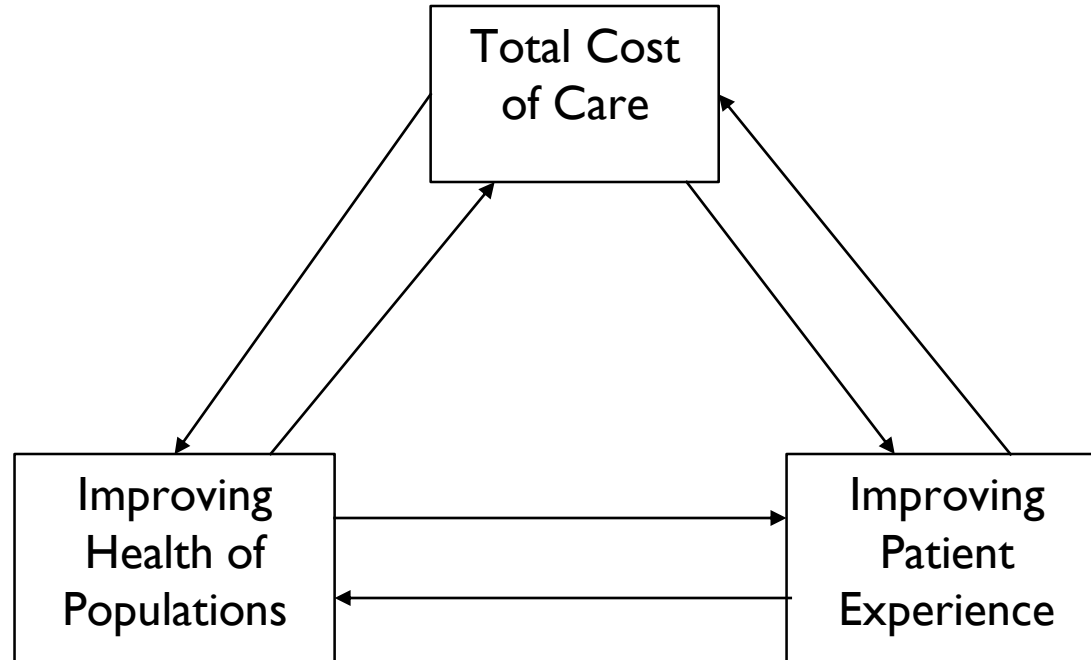 Total Cost
of Care
Improving
Health of
Populations
Improving
Patient
Experience